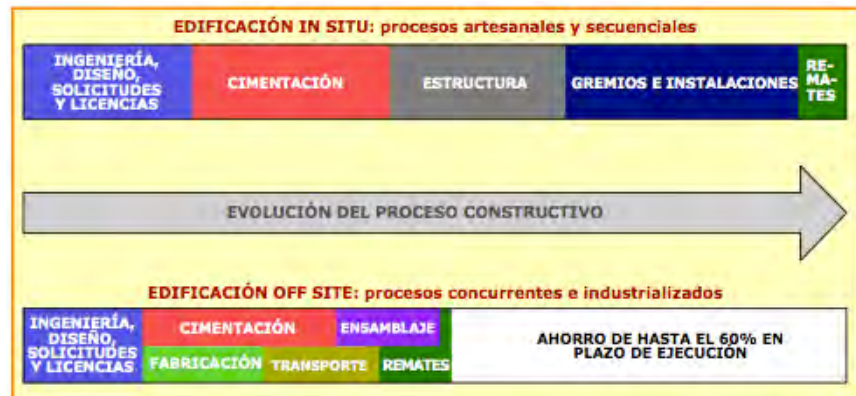 EDIFICACIÓN IN SITU: procesos artesanales y secuenciales
INGENIERÍA,
DISEÑO,
SOLICITUDES
Y LICENCIAS
CIMENTACIÓN
ESTRUCTURA
GREMIOS E INSTALACIONES
RE-
MA-
TES
EVOLUCIÓN DEL PROCESO CONSTRUCTIVO
EDIFICACIÓN OFF SITE: procesos concurrentes e industrializados
INGENIERÍA,
DISEÑO,
SOLICITUDES
Y LICENCIAS
CIMENTACIÓN
ENSAMBLAJE
FABRICACIÓN
TRANSPORTE
REMATES
AHORRO DE HASTA EL 60% EN
PLAZO DE EJECUCIÓN